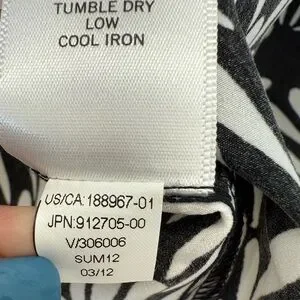 TUMBLE DRY
LOW
COOL IRON
US/CA:188967-01
JPN:912705-00
V/306006
SUM12
03/12